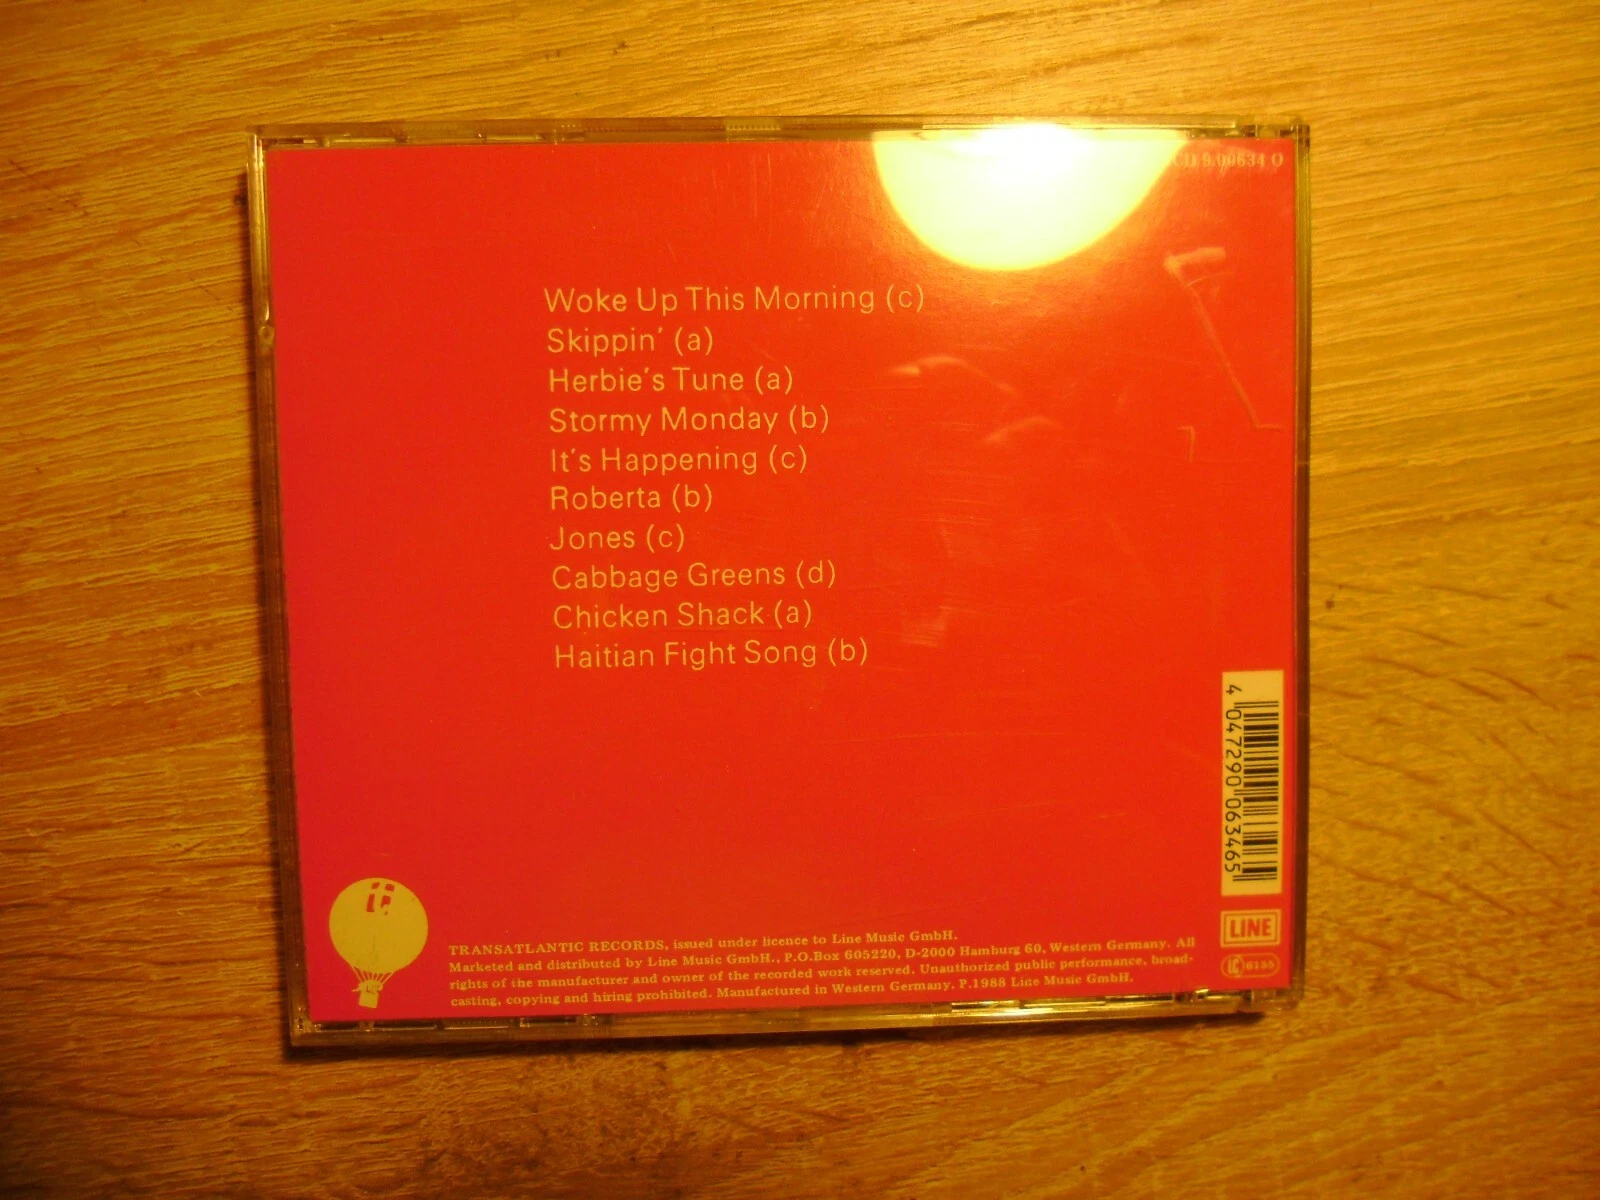 CD 9.00634 O
Woke Up This Morning (c)
Skippin' (a)
Herbie's Tune (a)
Stormy Monday (b)
It's Happening (c)
Roberta (b)
Jones (c)
Cabbage Greens (d)
Chicken Shack (a)
Haitian Fight Song (b)
4 047290 063465
LINE
LC 6135
TRANSATLANTIC RECORDS, issued under licence to Line Music GmbH.
Marketed and distributed by Line Music GmbH., P.O.Box 605220, D-2000 Hamburg 60, Western Germany. All
rights of the manufacturer and owner of the recorded work reserved. Unauthorized public performance, broad-
casting, copying and hiring prohibited. Manufactured in Western Germany. P.1988 Line Music GmbH.